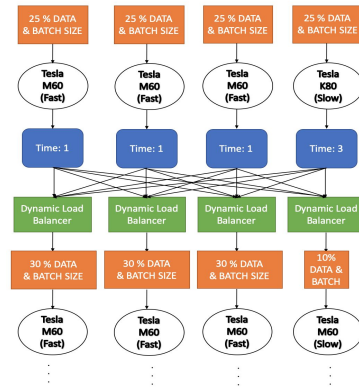 25 % DATA
& BATCH SIZE
25 % DATA
& BATCH SIZE
25 % DATA
& BATCH SIZE
25 % DATA
& BATCH SIZE
Tesla
M60
(Fast)
Tesla
M60
(Fast)
Tesla
M60
(Fast)
Tesla
K80
(Slow)
Time: 1
Time: 1
Time: 1
Time: 3
Dynamic Load
Balancer
Dynamic Load
Balancer
Dynamic Load
Balancer
Dynamic Load
Balancer
30 % DATA
& BATCH SIZE
30 % DATA
& BATCH SIZE
30 % DATA
& BATCH SIZE
10%
DATA &
BATCH
Tesla
M60
(Fast)
Tesla
M60
(Fast)
Tesla
M60
(Fast)
Tesla
M60
(Slow)